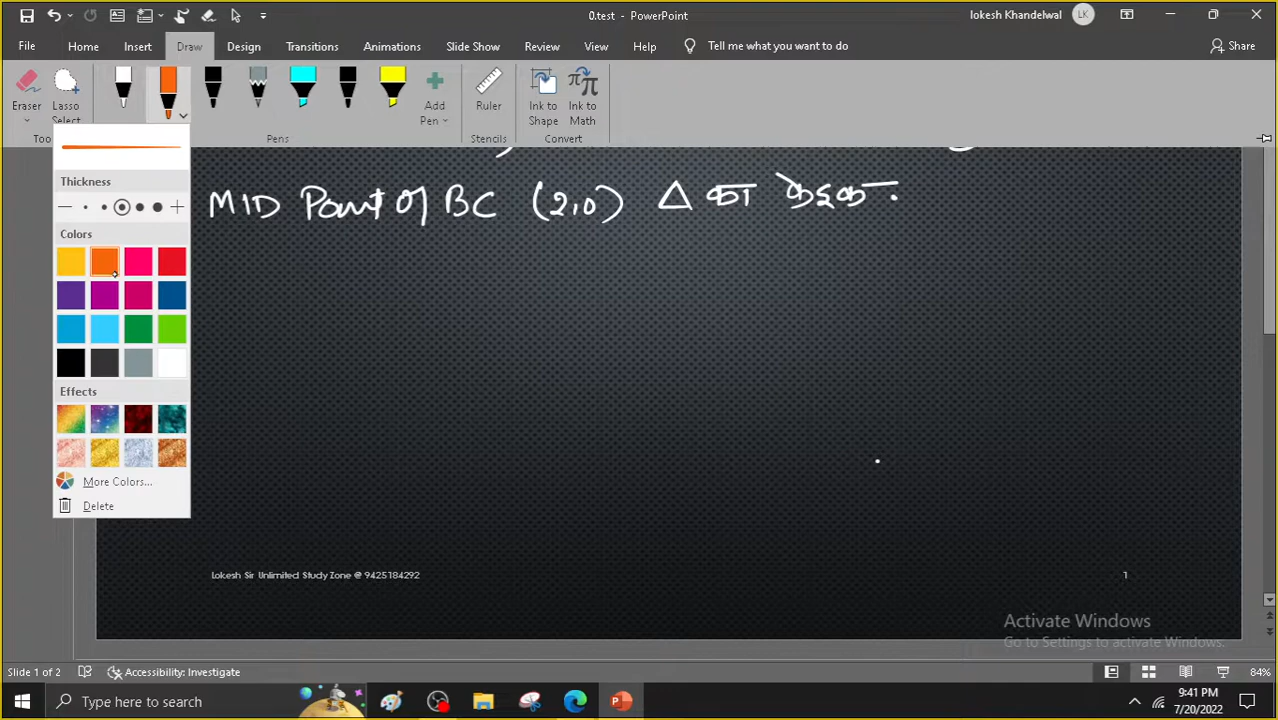 0.test - PowerPoint
lokesh Khandelwal
LK
File
Home
Insert
Draw
Design
Transitions
Animations
Slide Show
Review
View
Help
Tell me what you want to do
Share
Eraser
Lasso
Select
Add
Pen
Ruler
Ink to
Shape
Ink to
Math
Pens
Stencils
Convert
Thickness
Colors
Effects
More Colors...
Delete
MID Point of BC (2,0) Δ का
Lokesh Sir Unlimited Study Zone @ 9425184292
1
Activate Windows
Go to Settings to activate Windows.
Slide 1 of 2
Accessibility: Investigate
84%
Type here to search
9:41 PM
7/20/2022